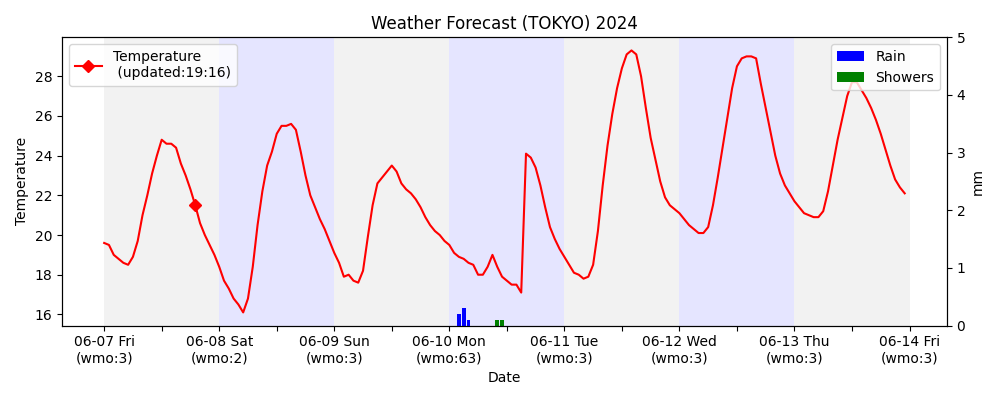 Weather Forecast (TOKYO) 2024
Temperature
(updated:19:16)
Rain
Showers
Temperature
28
26
24
22
20
18
16
5
4
3
2
1
0
mm
06-07 Fri 06-08 Sat 06-09 Sun 06-10 Mon 06-11 Tue 06-12 Wed 06-13 Thu 06-14 Fri
(wmo:3) (wmo:2) (wmo:3) (wmo:63) (wmo:3) (wmo:3) (wmo:3) (wmo:3)
Date